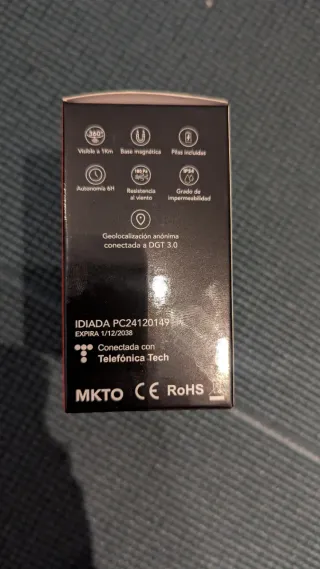 360°
Visible a 1Km
Base magnética
Pilas incluidas
Autonomía 6H
Resistencia
al viento
IP54
Grado de
impermeabilidad
Geolocalización anónima
conectada a DGT 3.0
IDIADA PC24120149
EXPIRA 1/12/2038
Conectada con
Telefónica Tech
MKTO CE RoHS